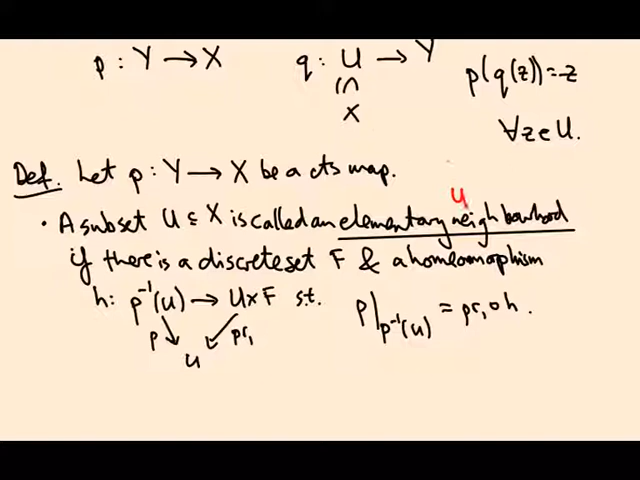 p : Y → X q : U → Y p(q(z)) = z
∩|
X ∀z∈U.
Def. Let p : Y → X be a cts map.
U
· A subset U ⊆ X is called an elementary neighbourhood
if there is a discrete set F & a homeomorphism
h: p⁻¹(U) → U×F s.t. p|p⁻¹(U) = pr₁∘h.
p↘ ↙pr₁
U